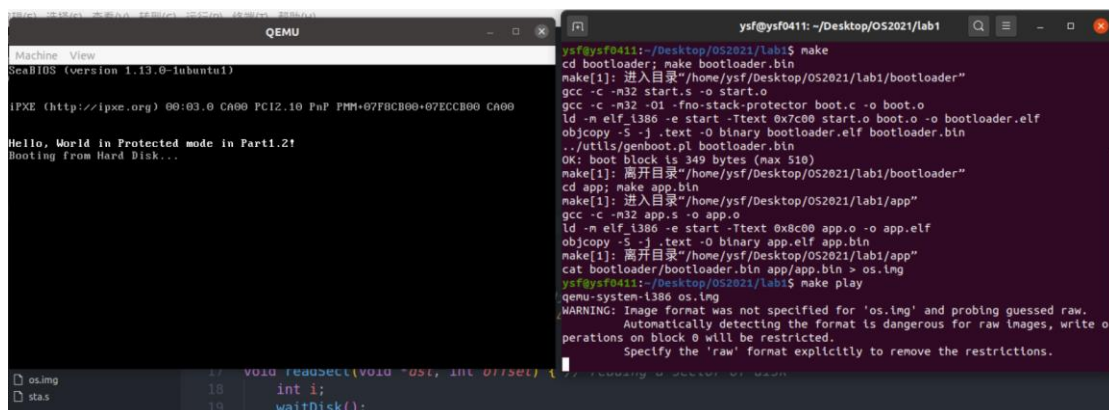 QEMU
Machine View
SeaBIOS (version 1.13.0-1ubuntu1)
iPXE (http://ipxe.org) 00:03.0 CA00 PCI2.10 PnP PMM+07F8CB00+07ECCB00 CA00
Hello, World in Protected mode in Part1.2!
Booting from Hard Disk...
os.img
sta.s
17 void readSect(void *dst, int offset) { // reading a sector of disk
18 int i;
19 waitDisk();
ysf@ysf0411: ~/Desktop/OS2021/lab1
ysf@ysf0411:~/Desktop/OS2021/lab1$ make
cd bootloader; make bootloader.bin
make[1]: 进入目录“/home/ysf/Desktop/OS2021/lab1/bootloader”
gcc -c -m32 start.s -o start.o
gcc -c -m32 -O1 -fno-stack-protector boot.c -o boot.o
ld -m elf_i386 -e start -Ttext 0x7c00 start.o boot.o -o bootloader.elf
objcopy -S -j .text -O binary bootloader.elf bootloader.bin
../utils/genboot.pl bootloader.bin
OK: boot block is 349 bytes (max 510)
make[1]: 离开目录“/home/ysf/Desktop/OS2021/lab1/bootloader”
cd app; make app.bin
make[1]: 进入目录“/home/ysf/Desktop/OS2021/lab1/app”
gcc -c -m32 app.s -o app.o
ld -m elf_i386 -e start -Ttext 0x8c00 app.o -o app.elf
objcopy -S -j .text -O binary app.elf app.bin
make[1]: 离开目录“/home/ysf/Desktop/OS2021/lab1/app”
cat bootloader/bootloader.bin app/app.bin > os.img
ysf@ysf0411:~/Desktop/OS2021/lab1$ make play
qemu-system-i386 os.img
WARNING: Image format was not specified for 'os.img' and probing guessed raw.
Automatically detecting the format is dangerous for raw images, write o
perations on block 0 will be restricted.
Specify the 'raw' format explicitly to remove the restrictions.